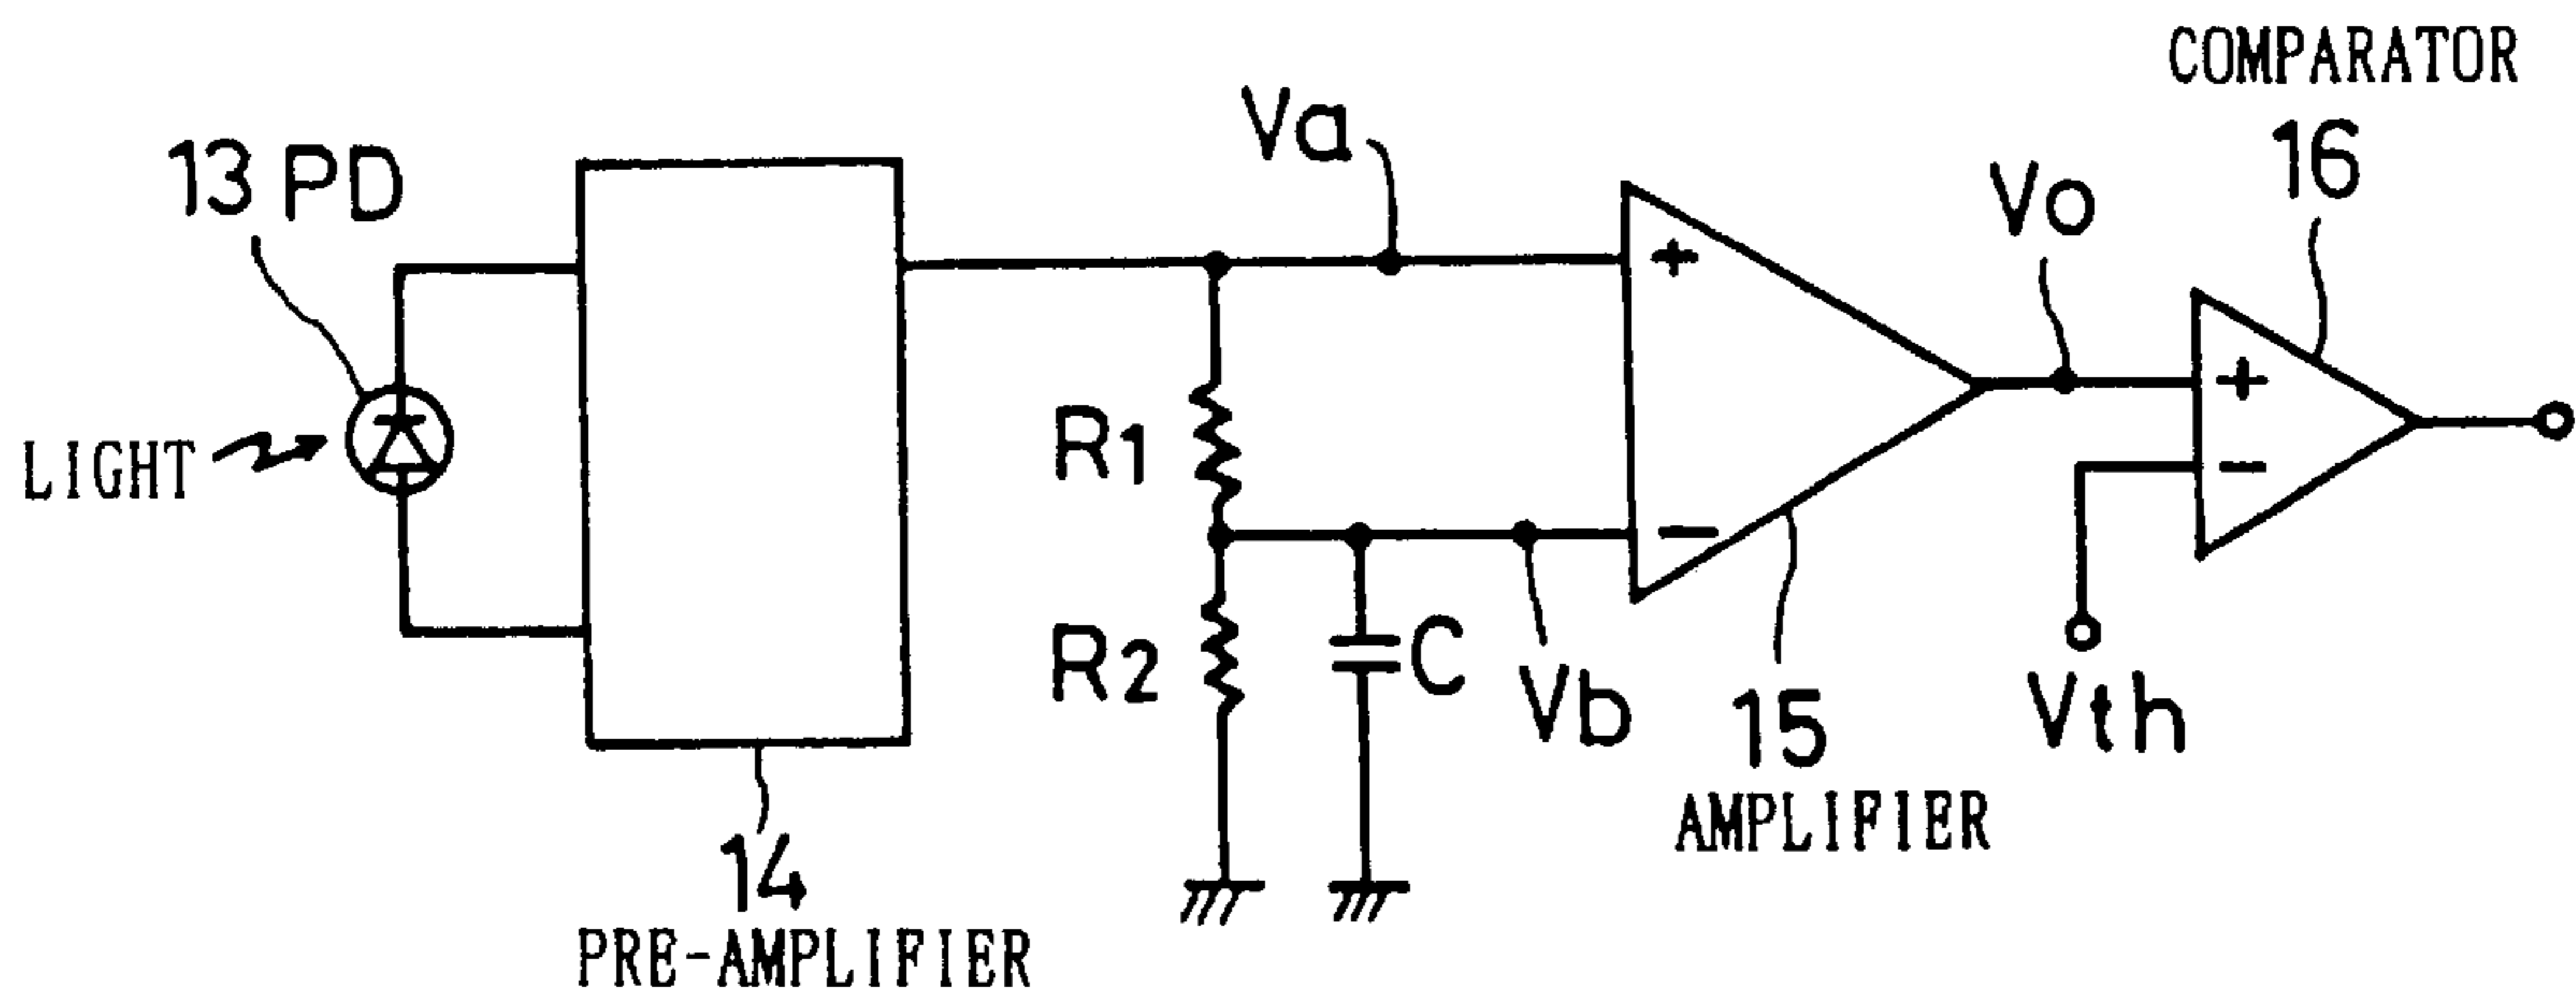 COMPARATOR
16
Va
13 PD
Vo
+
+
−
R1
LIGHT
−
R2
C
Vb
15
AMPLIFIER
Vth
14
PRE-AMPLIFIER